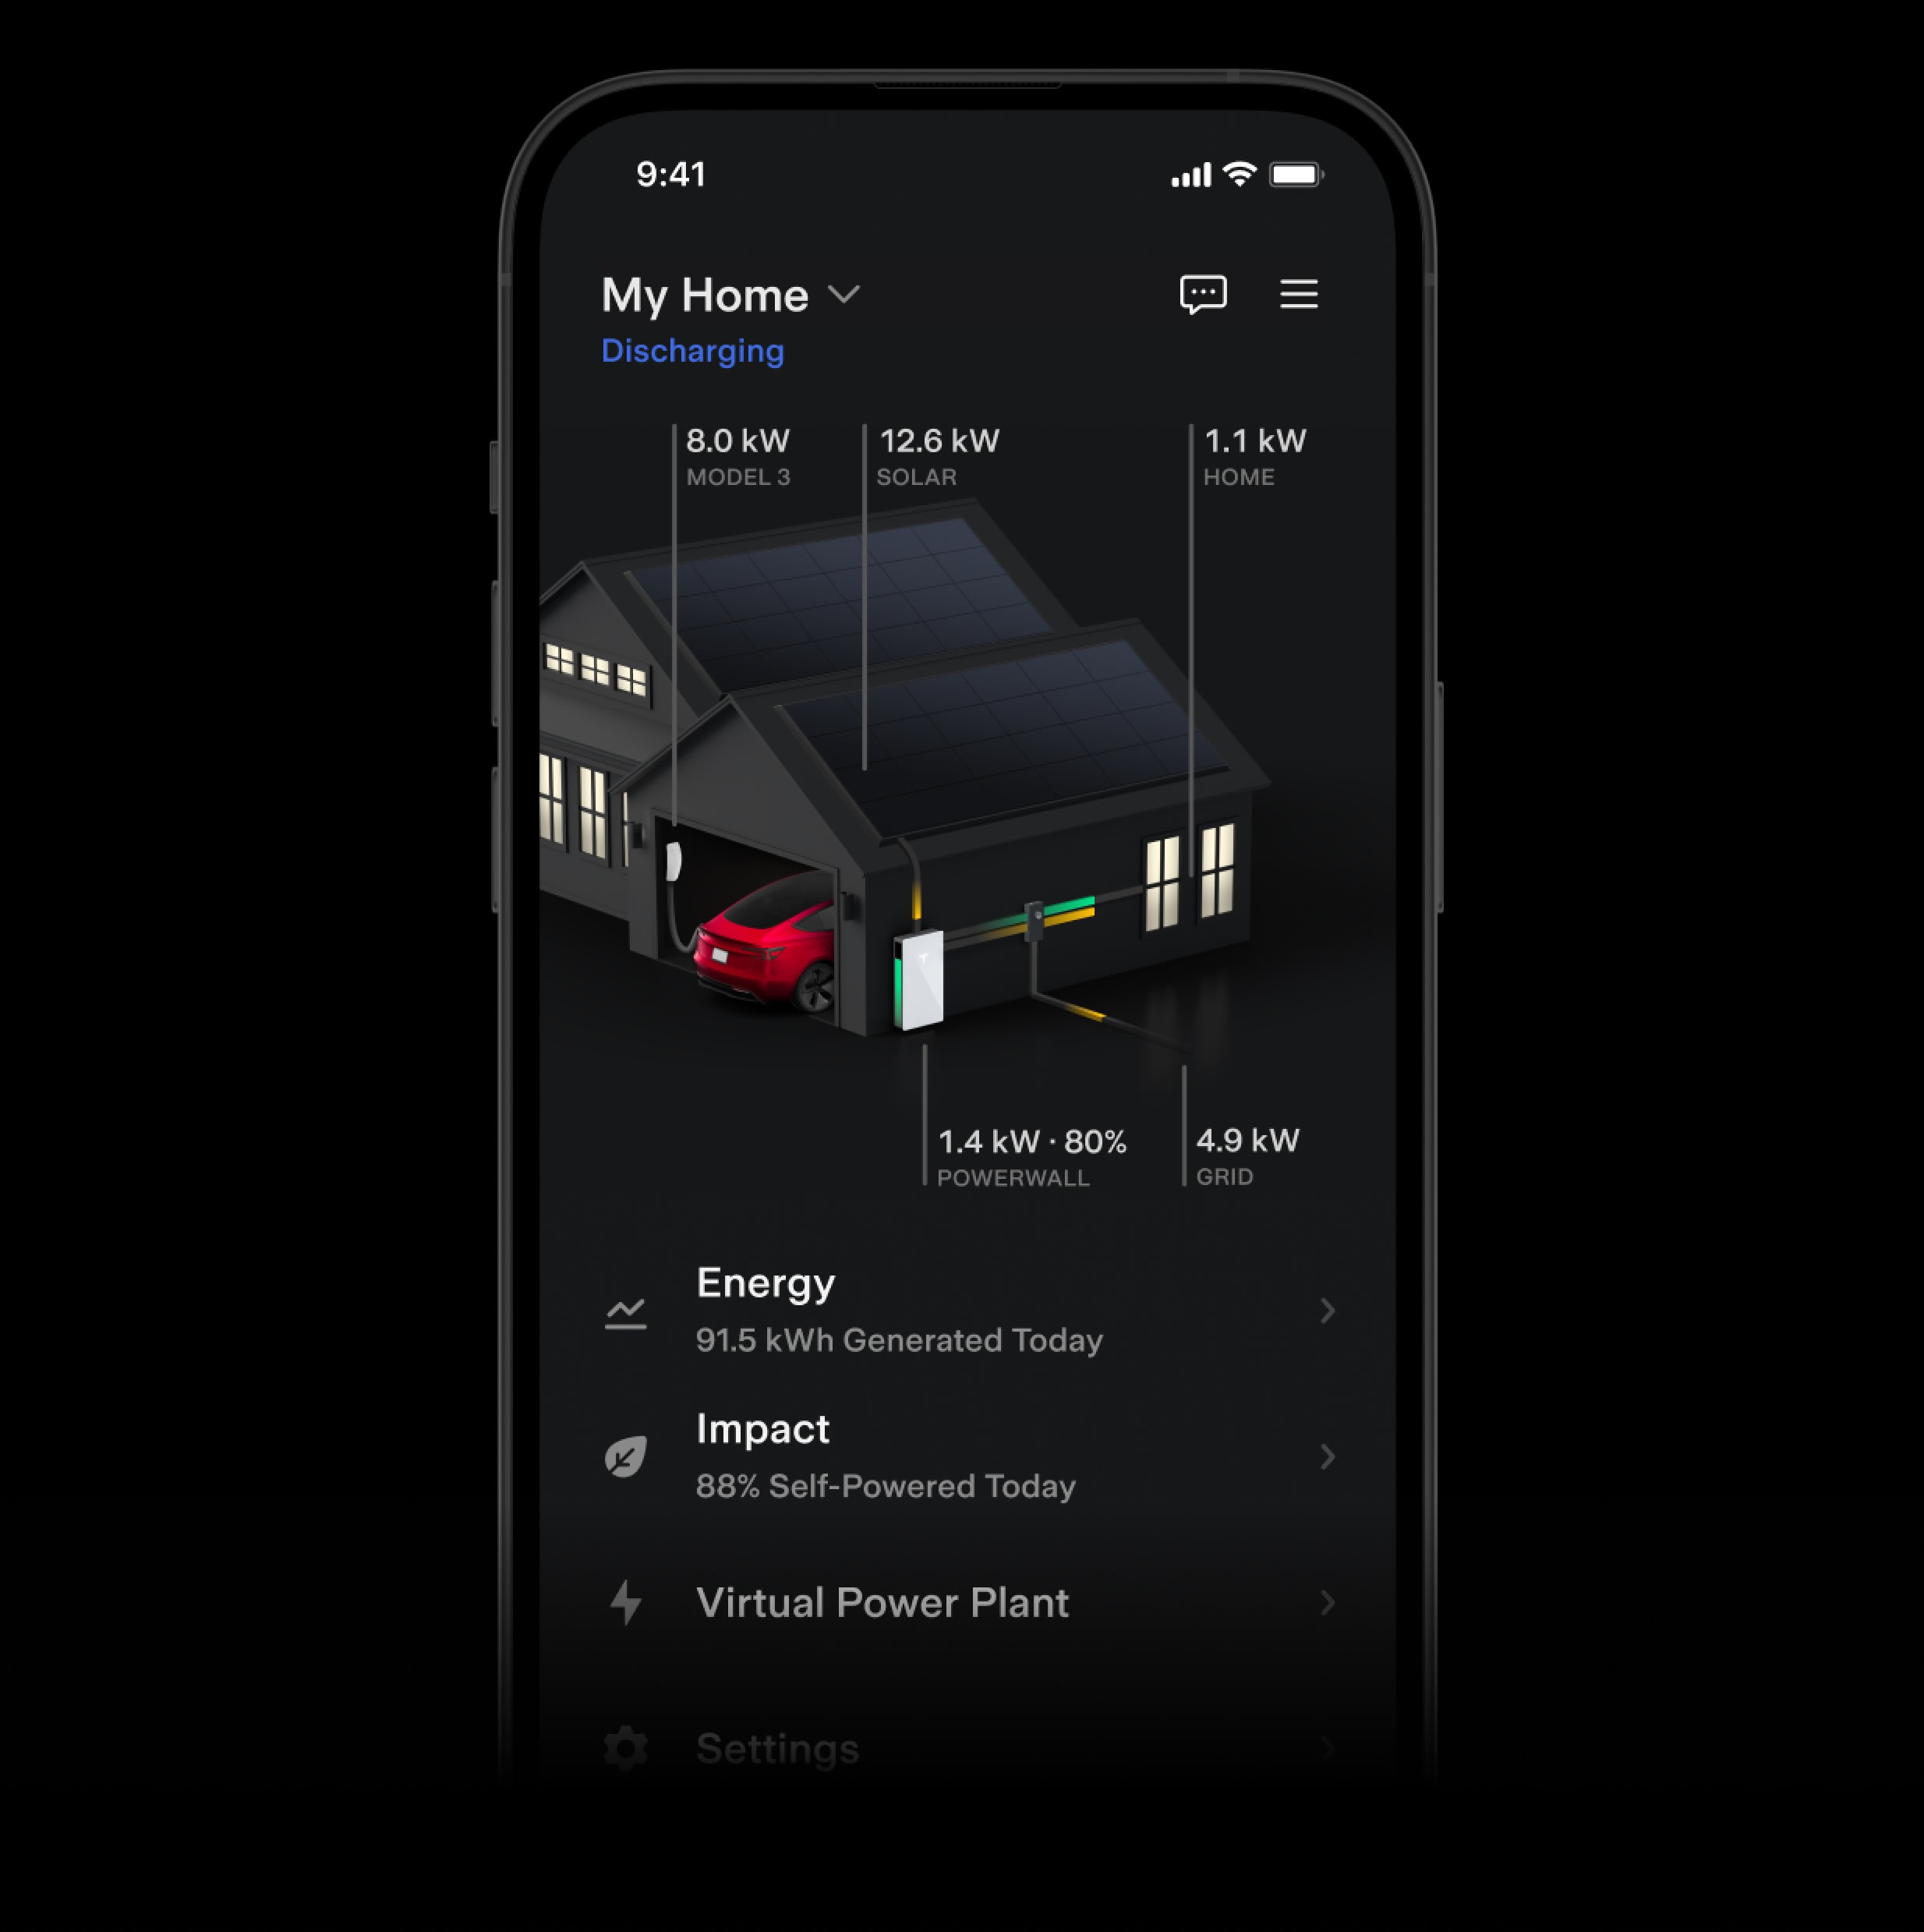 9:41
My Home
Discharging
8.0 kW
MODEL 3
12.6 kW
SOLAR
1.1 kW
HOME
1.4 kW · 80%
POWERWALL
4.9 kW
GRID
Energy
91.5 kWh Generated Today
Impact
88% Self-Powered Today
Virtual Power Plant
Settings